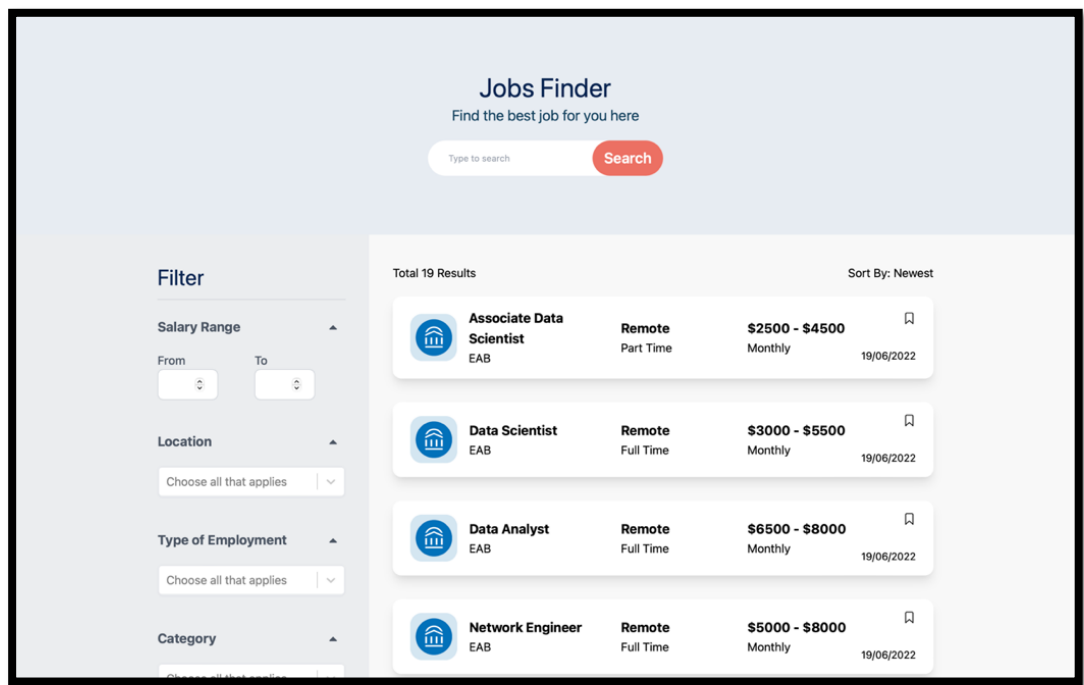 Jobs Finder
Find the best job for you here
Type to search
Search
Filter
Salary Range
From
To
Location
Choose all that applies
Type of Employment
Choose all that applies
Category
Choose all that applies
Total 19 Results
Sort By: Newest
Associate Data
Scientist
EAB
Remote
Part Time
$2500 - $4500
Monthly
19/06/2022
Data Scientist
EAB
Remote
Full Time
$3000 - $5500
Monthly
19/06/2022
Data Analyst
EAB
Remote
Full Time
$6500 - $8000
Monthly
19/06/2022
Network Engineer
EAB
Remote
Full Time
$5000 - $8000
Monthly
19/06/2022